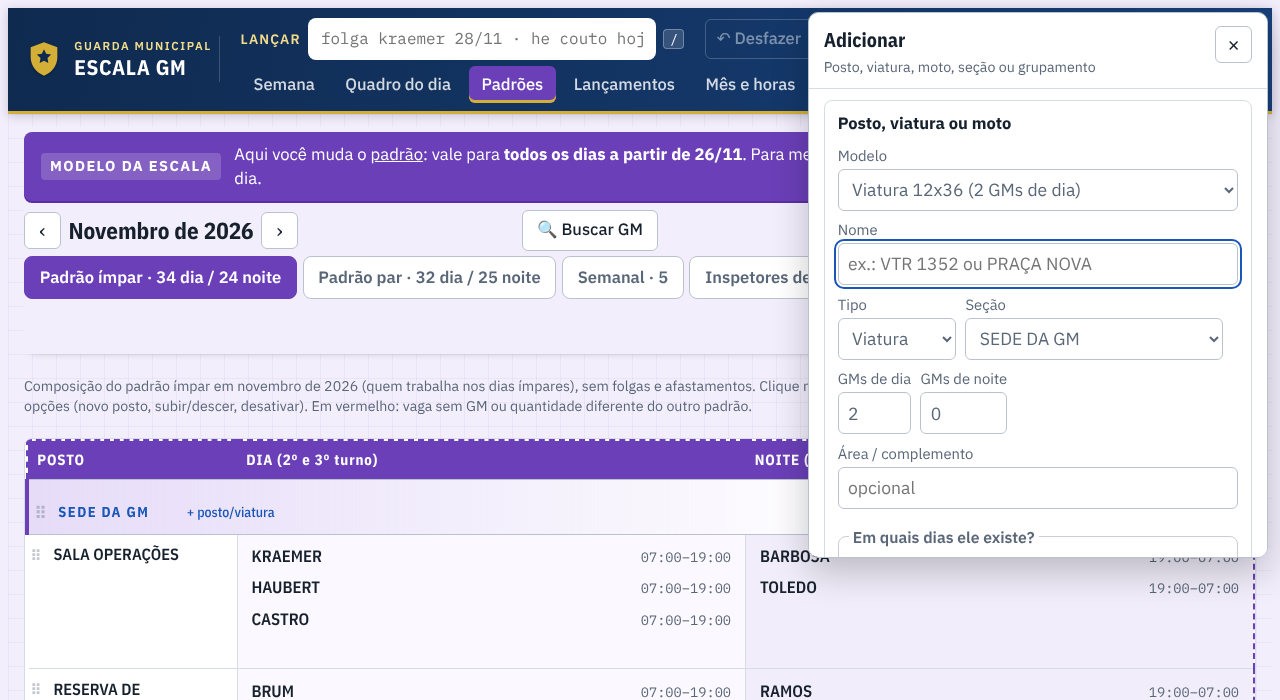 GUARDA MUNICIPAL
ESCALA GM
LANÇAR
folga kraemer 28/11 · he couto hoj
/
↶ Desfazer
Semana
Quadro do dia
Padrões
Lançamentos
Mês e horas
MODELO DA ESCALA
Aqui você muda o padrão: vale para todos os dias a partir de 26/11. Para
dia.
‹
Novembro de 2026
›
🔍 Buscar GM
Padrão ímpar · 34 dia / 24 noite
Padrão par · 32 dia / 25 noite
Semanal · 5
Inspetores
Composição do padrão ímpar em novembro de 2026 (quem trabalha nos dias ímpares), sem folgas e afastamentos. Clique
opções (novo posto, subir/descer, desativar). Em vermelho: vaga sem GM ou quantidade diferente do outro padrão.
POSTO
DIA (2º e 3º turno)
NOITE (
SEDE DA GM
+ posto/viatura
SALA OPERAÇÕES
KRAEMER
07:00–19:00
HAUBERT
07:00–19:00
CASTRO
07:00–19:00
BARBOSA
19:00–07:00
TOLEDO
19:00–07:00
RESERVA DE
BRUM
07:00–19:00
RAMOS
19:00–07:00
Adicionar
Posto, viatura, moto, seção ou grupamento
✕
Posto, viatura ou moto
Modelo
Viatura 12x36 (2 GMs de dia)
Nome
ex.: VTR 1352 ou PRAÇA NOVA
Tipo
Seção
Viatura
SEDE DA GM
GMs de dia
GMs de noite
2
0
Área / complemento
opcional
Em quais dias ele existe?